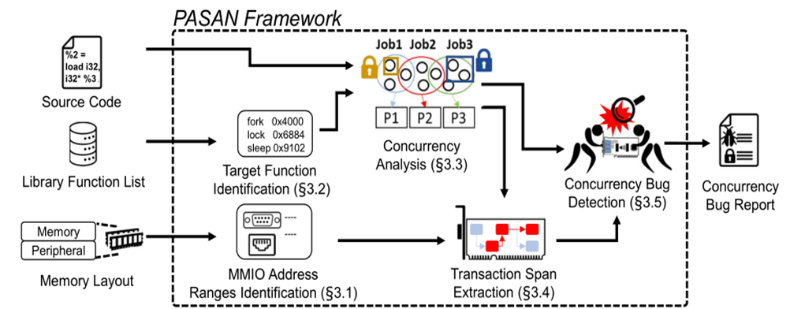 PASAN Framework
%2 =
load i32,
i32* %3
Source Code
Library Function List
Memory
Peripheral
Memory Layout
fork 0x4000
lock 0x6884
sleep 0x9102
Target Function
Identification (§3.2)
MMIO Address
Ranges Identification (§3.1)
Job1 Job2 Job3
P1 P2 P3
Concurrency
Analysis (§3.3)
Transaction Span
Extraction (§3.4)
Concurrency Bug
Detection (§3.5)
Concurrency
Bug Report